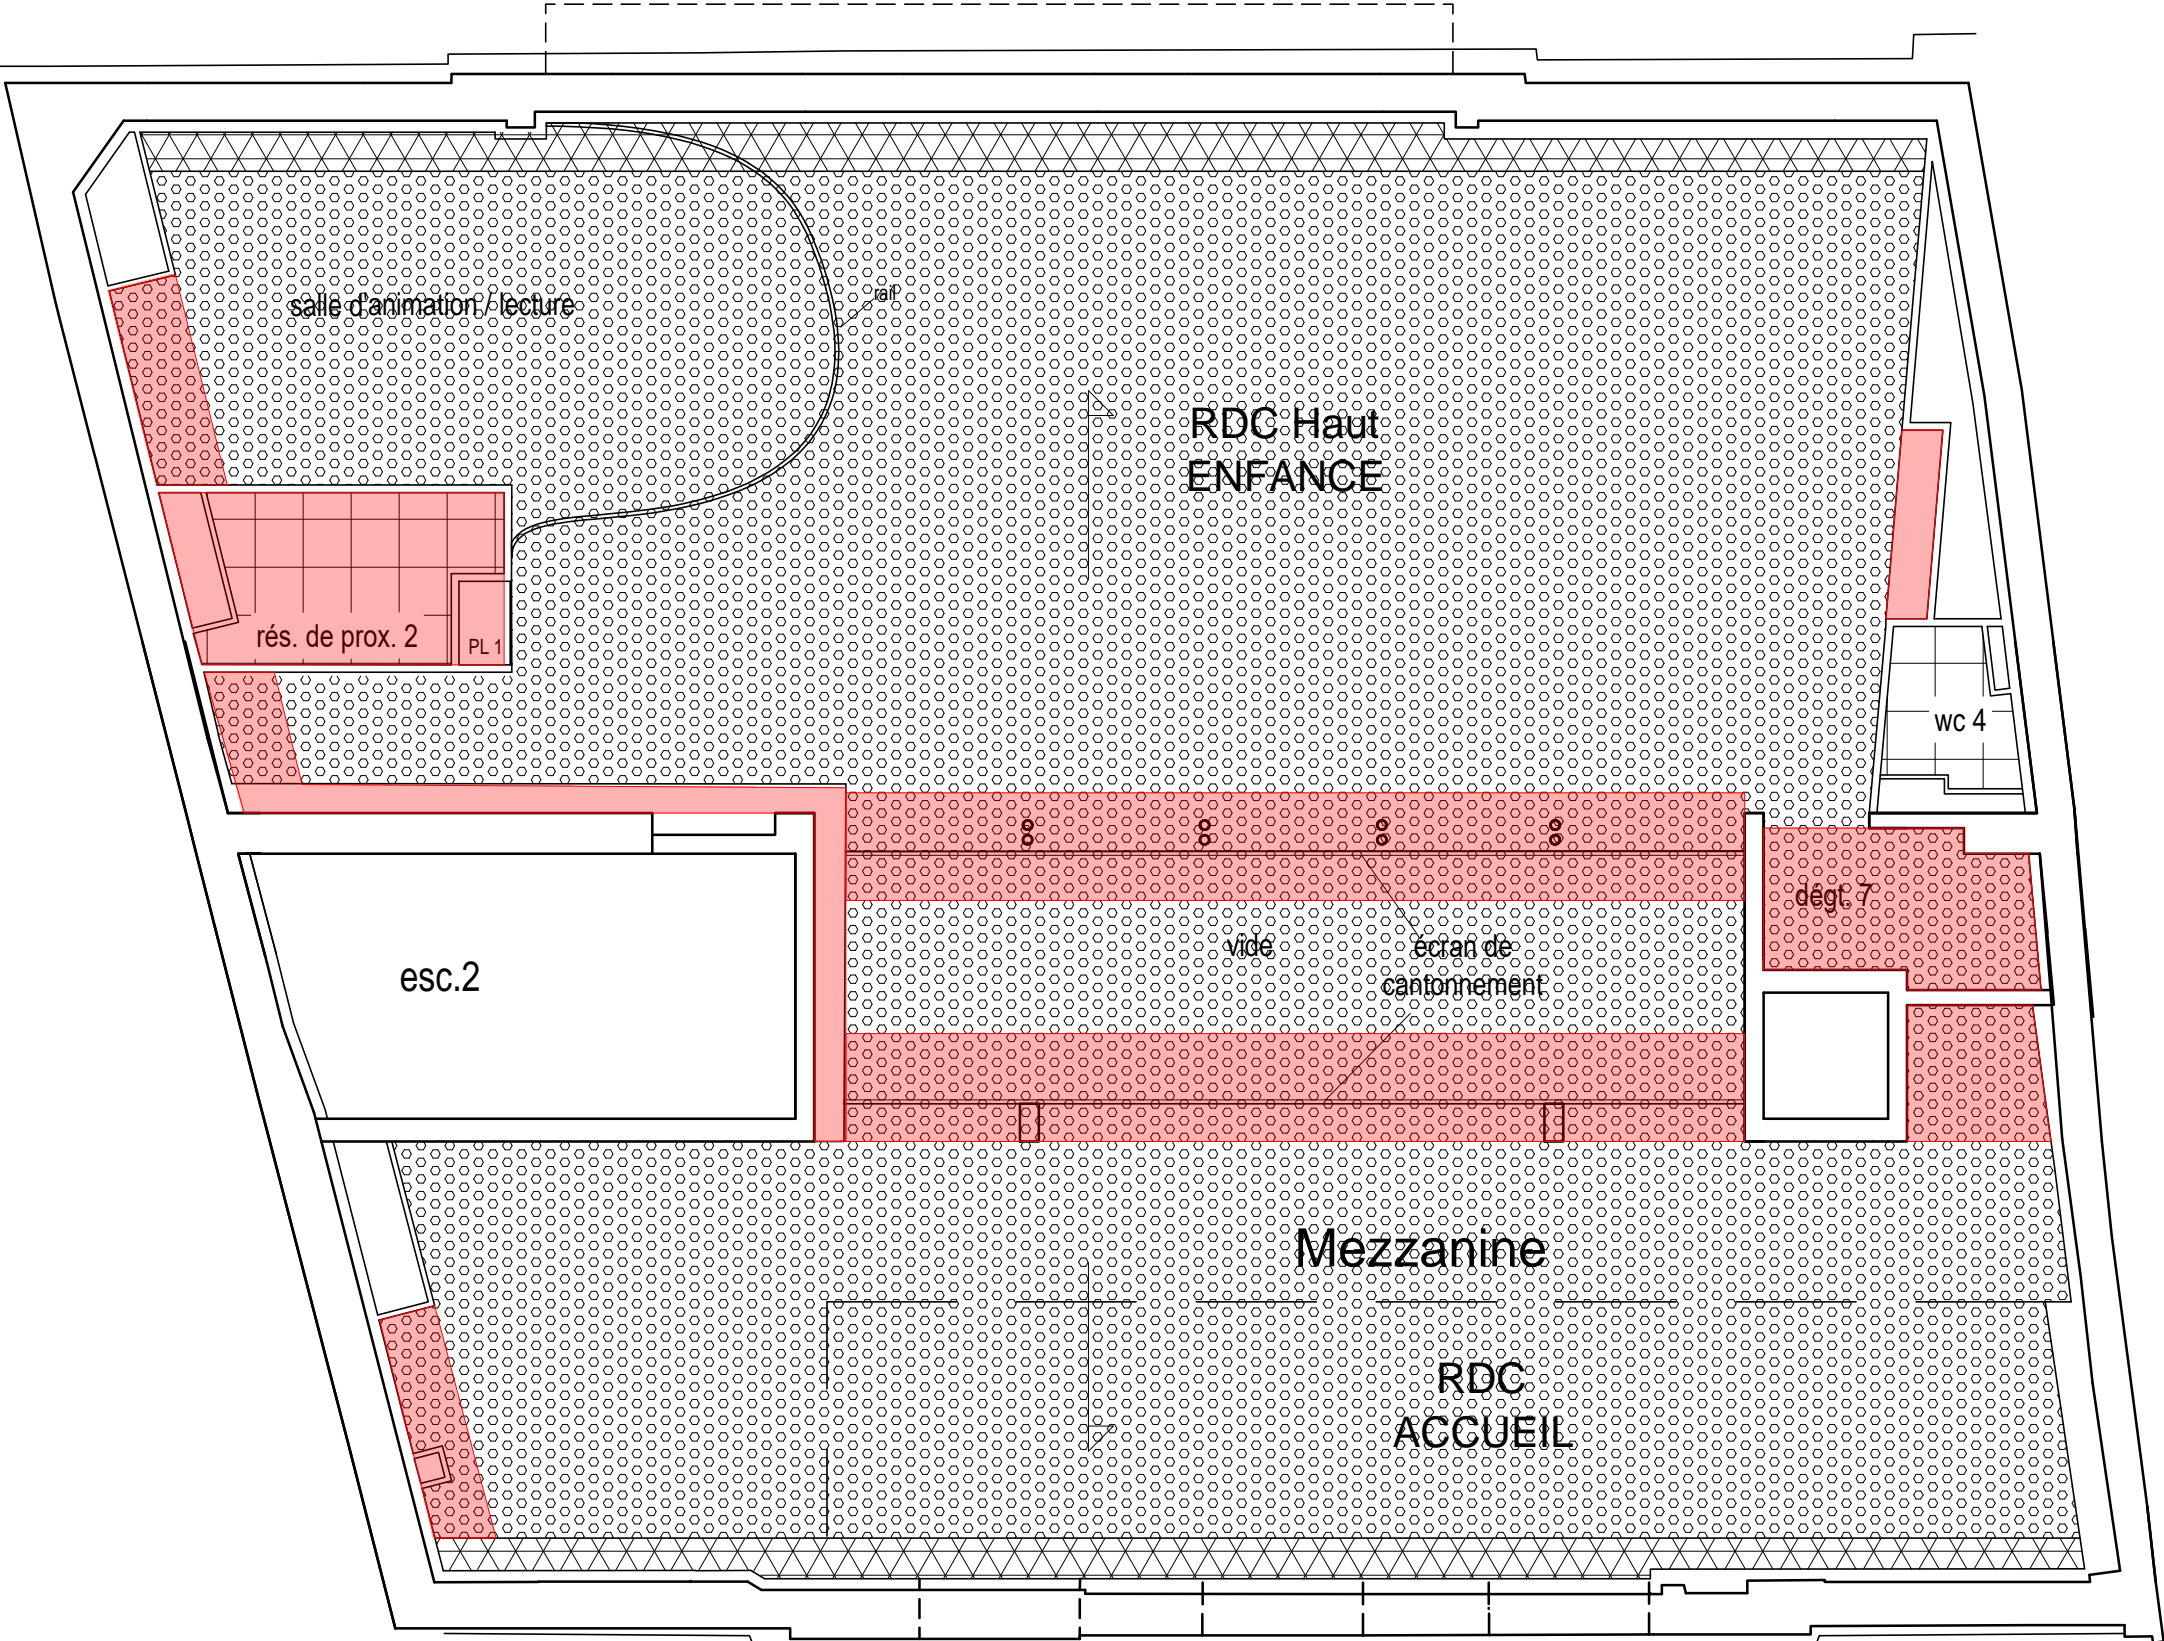 salle d'animation / lecture
rail
RDC Haut
ENFANCE
rés. de prox. 2
PL 1
wc 4
dégt. 7
vide
écran de
cantonnement
esc.2
Mezzanine
RDC
ACCUEIL